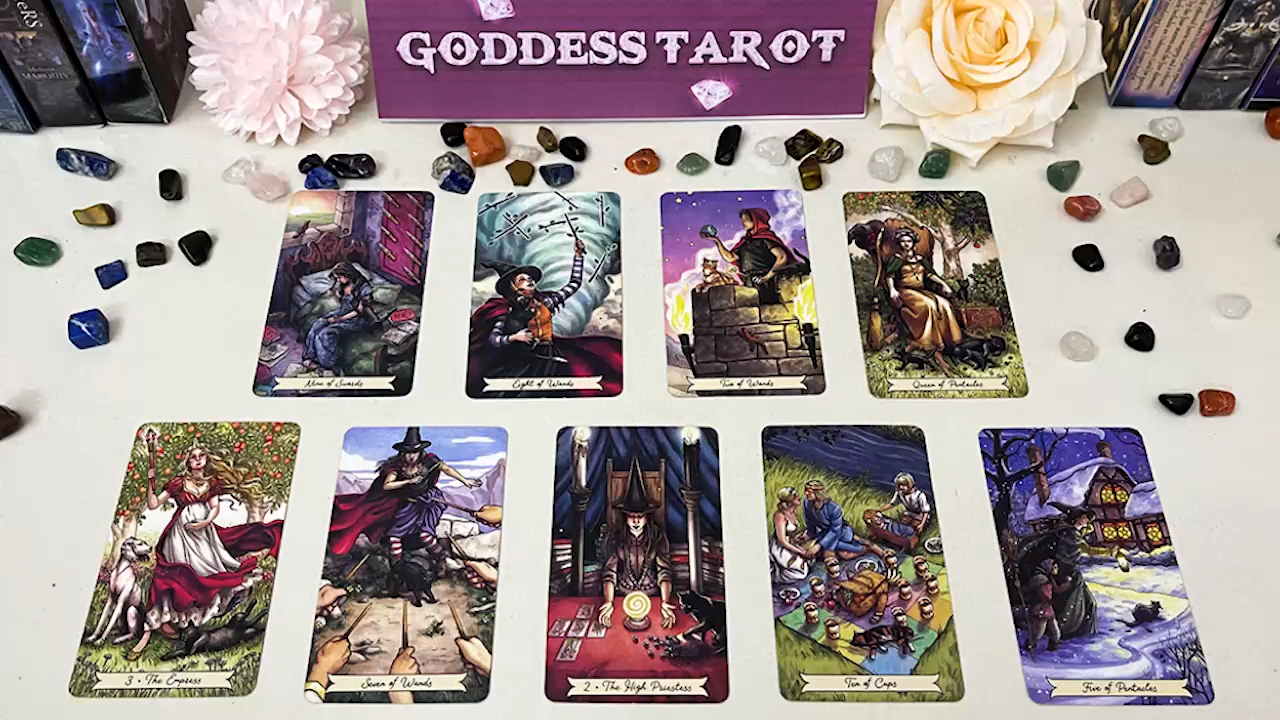 GODDESS TAROT
MARQUIS
Nine of Swords
Eight of Wands
Two of Wands
Queen of Pentacles
3 • The Empress
Seven of Wands
2 • The High Priestess
Ten of Cups
Five of Pentacles